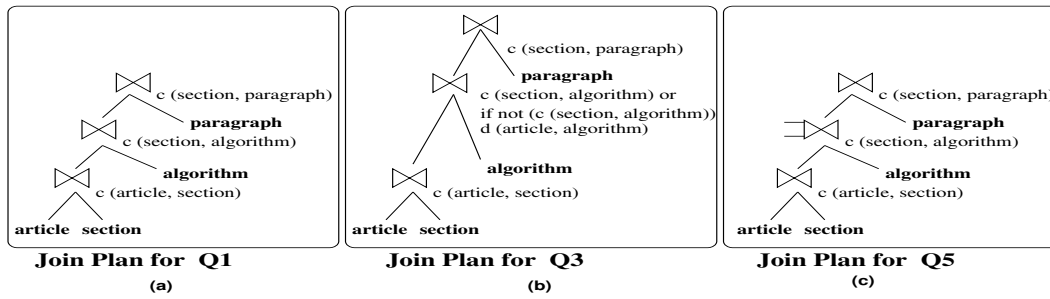 c (section, paragraph)
paragraph
c (section, algorithm)
algorithm
c (article, section)
article section
Join Plan for Q1
(a)
c (section, paragraph)
paragraph
c (section, algorithm) or
if not (c (section, algorithm))
d (article, algorithm)
algorithm
c (article, section)
article section
Join Plan for Q3
(b)
c (section, paragraph)
paragraph
c (section, algorithm)
algorithm
c (article, section)
article section
Join Plan for Q5
(c)